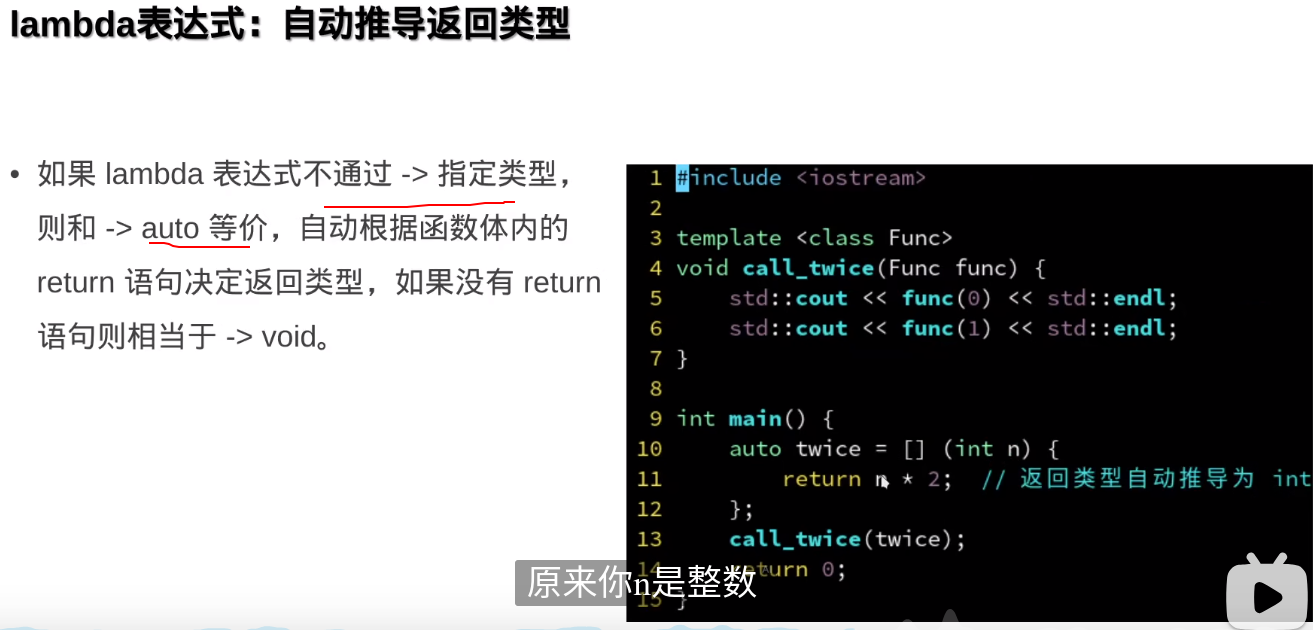 lambda表达式：自动推导返回类型
• 如果 lambda 表达式不通过 -> 指定类型，
则和 -> auto 等价，自动根据函数体内的
return 语句决定返回类型，如果没有 return
语句则相当于 -> void。
1 #include <iostream>
2
3 template <class Func>
4 void call_twice(Func func) {
5     std::cout << func(0) << std::endl;
6     std::cout << func(1) << std::endl;
7 }
8
9 int main() {
10     auto twice = [] (int n) {
11         return n * 2;  // 返回类型自动推导为 int
12     };
13     call_twice(twice);
14     return 0;
15 }
原来你n是整数